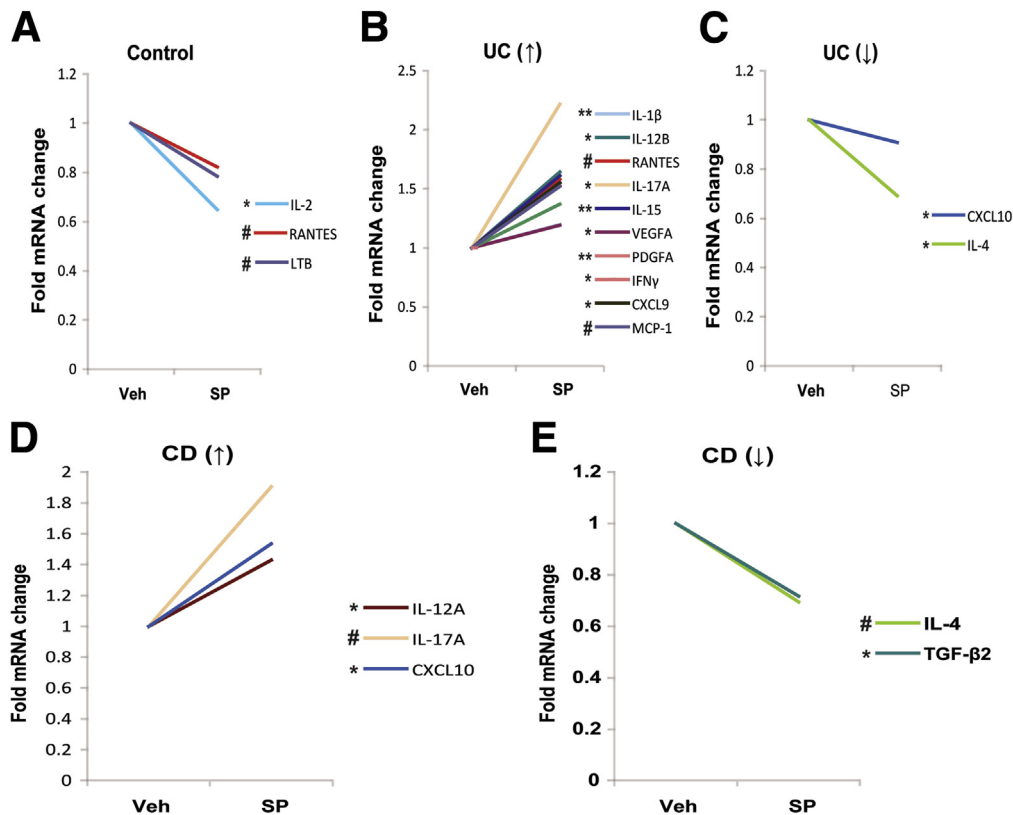 A
Control
Fold mRNA change
1.2
1
0.8
0.6
0.4
0.2
0
Veh SP
* IL-2
# RANTES
# LTB
B
UC (↑)
Fold mRNA change
2.5
2
1.5
1
0.5
0
Veh SP
** IL-1β
* IL-12B
# RANTES
* IL-17A
** IL-15
* VEGFA
** PDGFA
* IFNγ
* CXCL9
# MCP-1
C
UC (↓)
Fold mRNA change
1.2
1
0.8
0.6
0.4
0.2
0
Veh SP
* CXCL10
* IL-4
D
CD (↑)
Fold mRNA change
2
1.8
1.6
1.4
1.2
1
0.8
0.6
0.4
0.2
0
Veh SP
* IL-12A
# IL-17A
* CXCL10
E
CD (↓)
Fold mRNA change
1.2
1
0.8
0.6
0.4
0.2
0
Veh SP
# IL-4
* TGF-β2